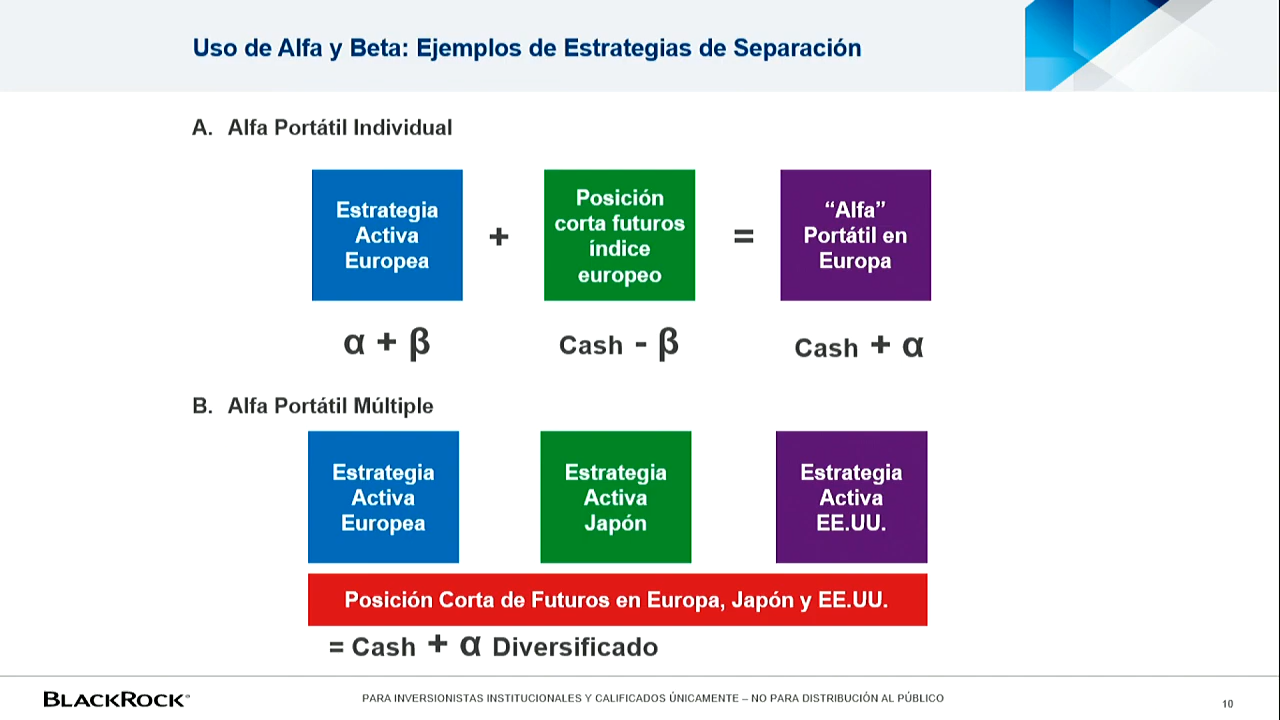 Uso de Alfa y Beta: Ejemplos de Estrategias de Separación
A. Alfa Portátil Individual
Estrategia
Activa
Europea
+
Posición
corta futuros
índice
europeo
=
“Alfa”
Portátil en
Europa
α + β
Cash - β
Cash + α
B. Alfa Portátil Múltiple
Estrategia
Activa
Europea
Estrategia
Activa
Japón
Estrategia
Activa
EE.UU.
Posición Corta de Futuros en Europa, Japón y EE.UU.
= Cash + α Diversificado
BLACKROCK®
PARA INVERSIONISTAS INSTITUCIONALES Y CALIFICADOS ÚNICAMENTE – NO PARA DISTRIBUCIÓN AL PÚBLICO
10